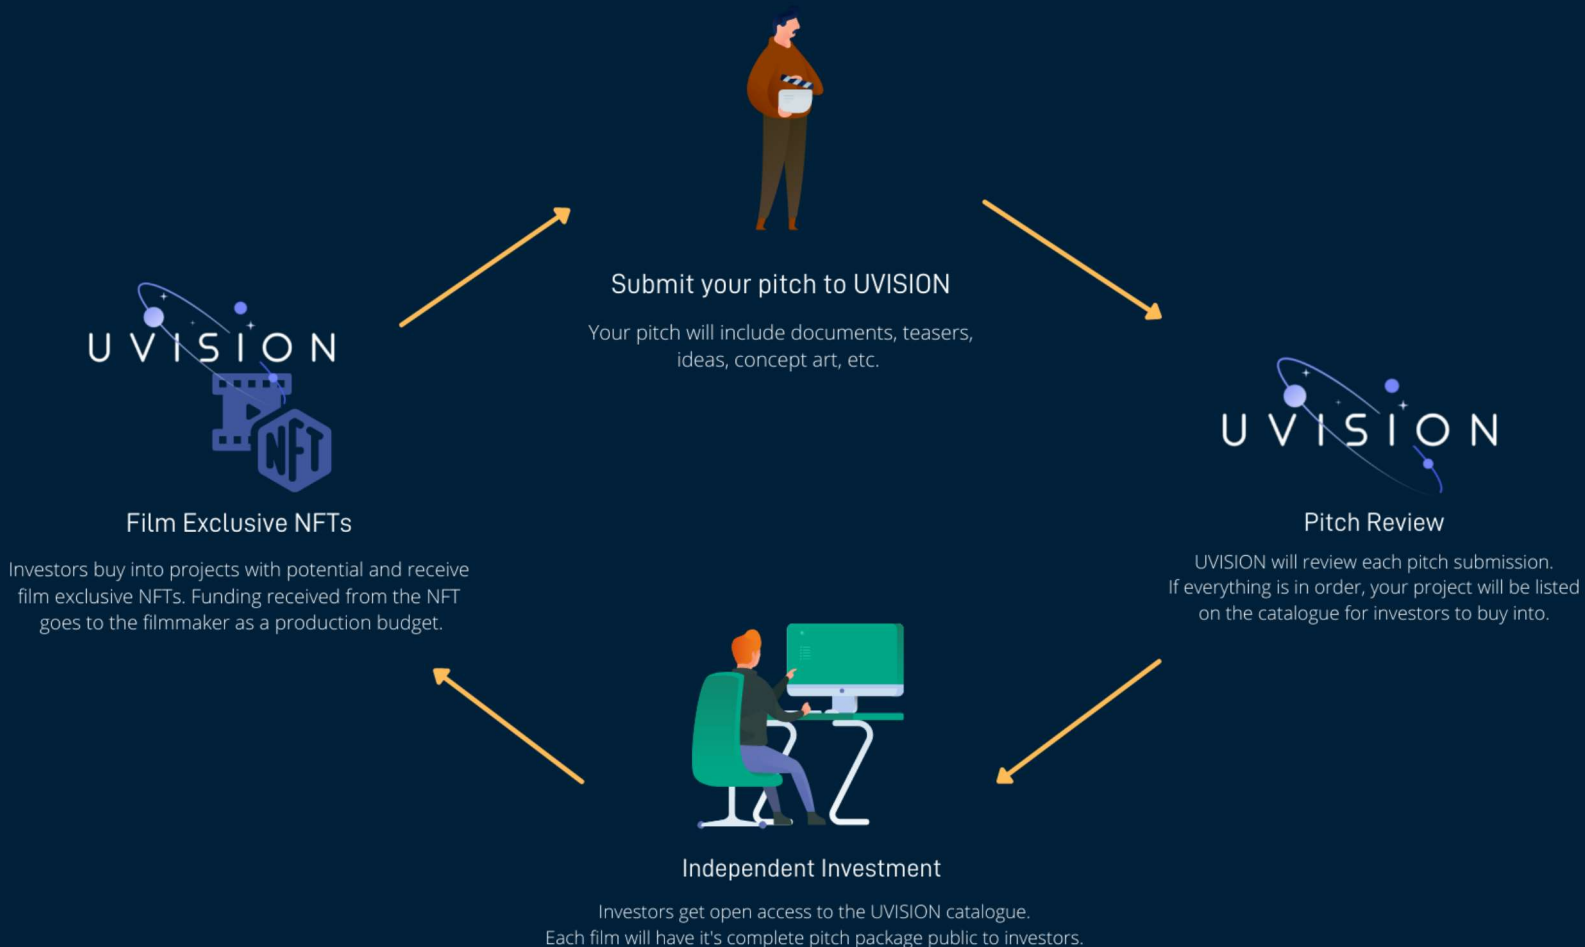 Submit your pitch to UVISION
Your pitch will include documents, teasers,
ideas, concept art, etc.
UVISION
NFT
Film Exclusive NFTs
Investors buy into projects with potential and receive
film exclusive NFTs. Funding received from the NFT
goes to the filmmaker as a production budget.
UVISION
Pitch Review
UVISION will review each pitch submission.
If everything is in order, your project will be listed
on the catalogue for investors to buy into.
Independent Investment
Investors get open access to the UVISION catalogue.
Each film will have it's complete pitch package public to investors.